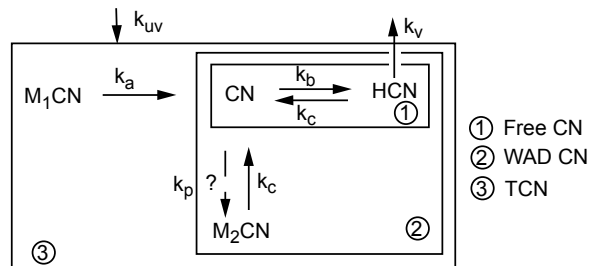 k_uv
k_v
M₁CN
k_a
CN
k_b
k_c
HCN
①
k_p
?
k_c
M₂CN
②
③
① Free CN
② WAD CN
③ TCN